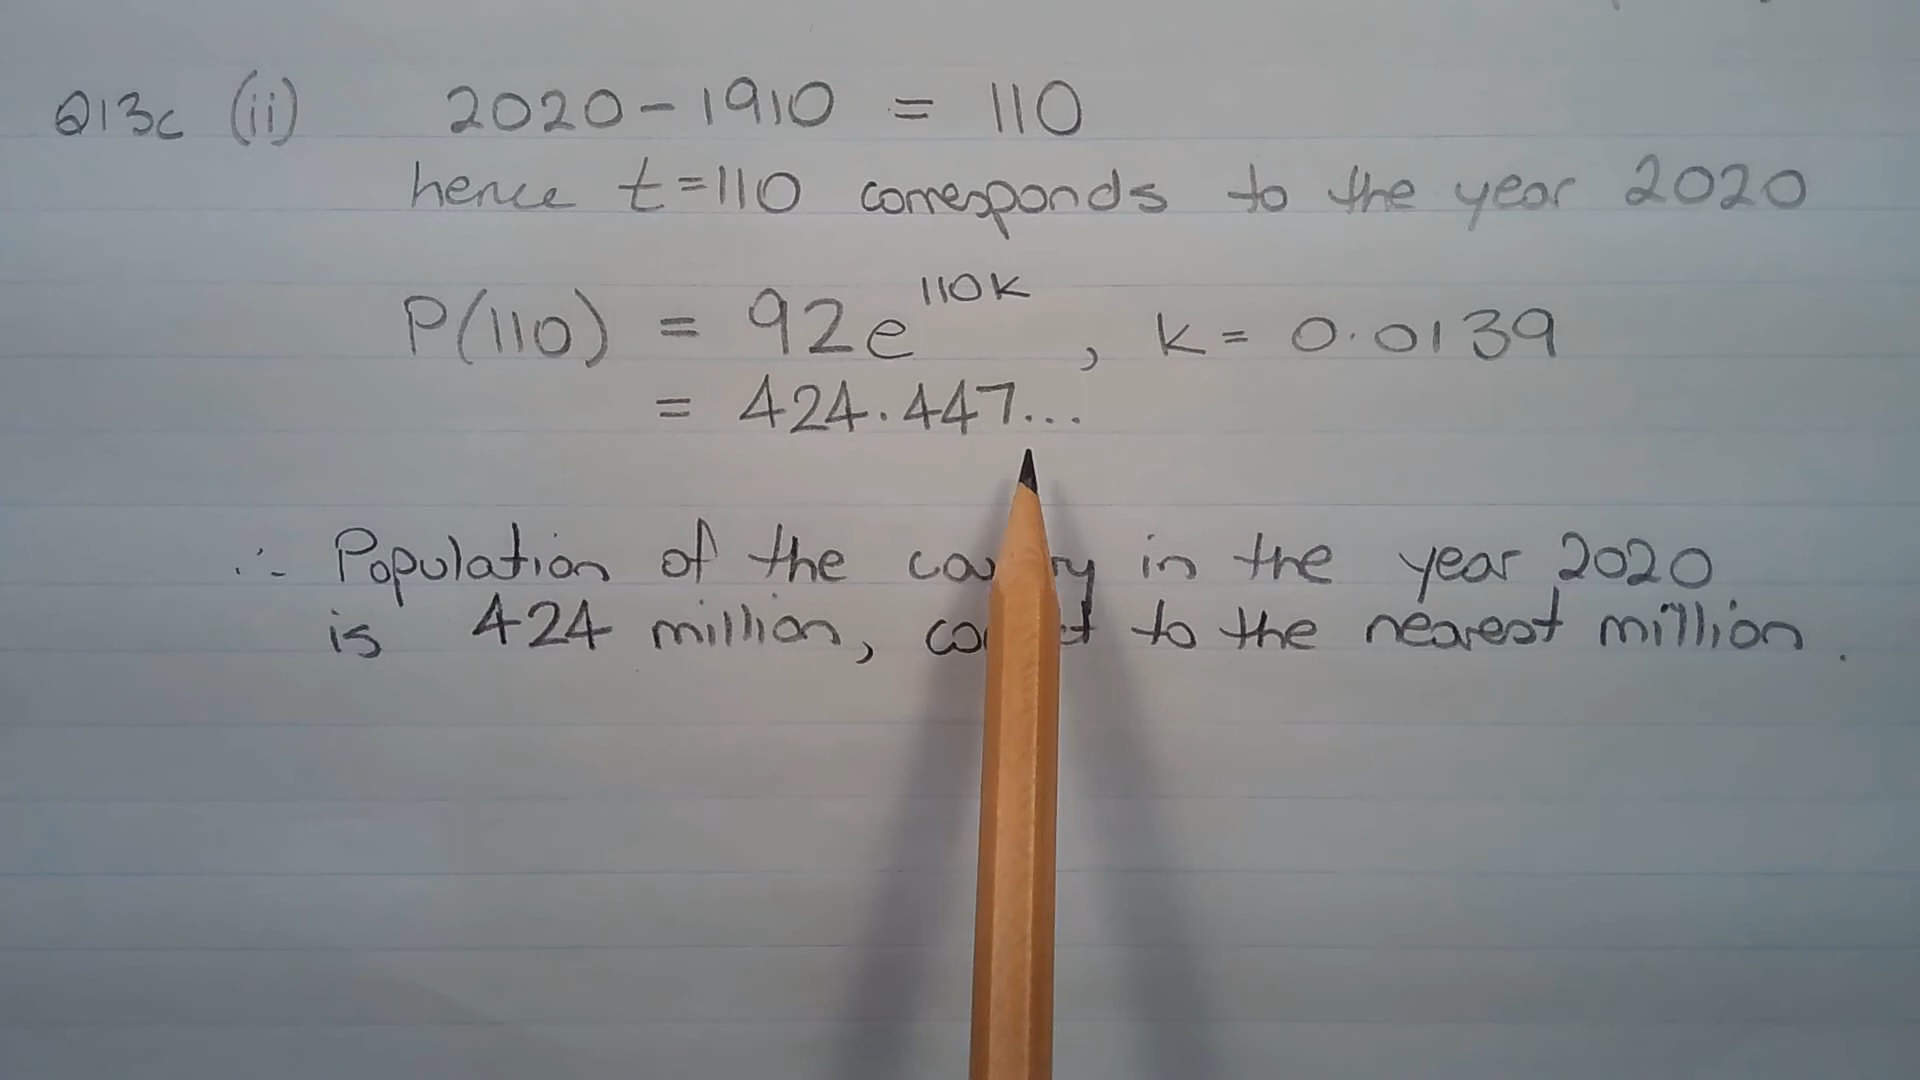 Q13c (ii) 2020 - 1910 = 110
hence t=110 corresponds to the year 2020
P(110) = 92e^110k , k = 0.0139
= 424.447...
∴ Population of the in the year 2020
is 424 million, to the nearest million.